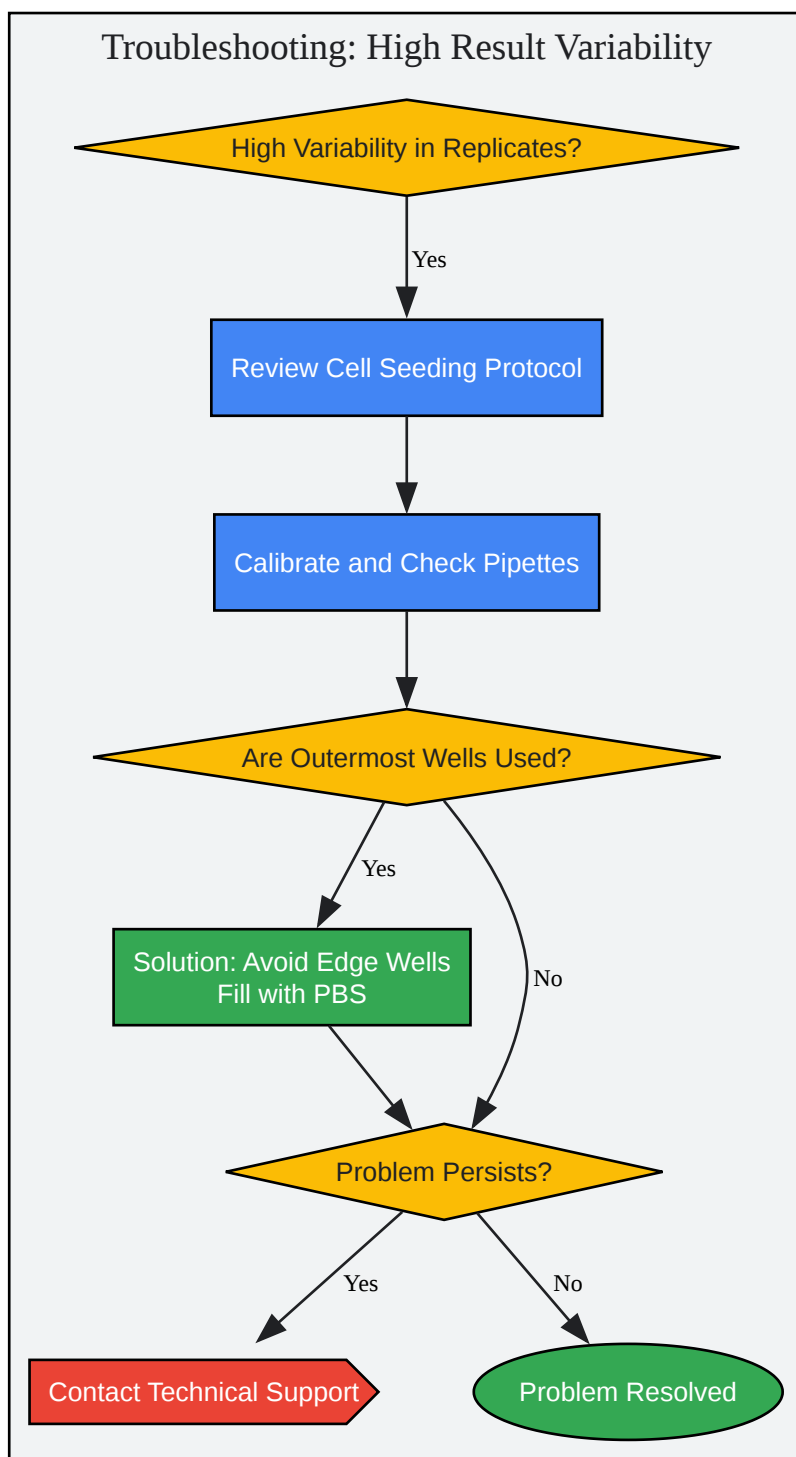 Troubleshooting: High Result Variability
High Variability in Replicates?
Yes
Review Cell Seeding Protocol
Calibrate and Check Pipettes
Are Outermost Wells Used?
Yes
Solution: Avoid Edge Wells
Fill with PBS
No
Problem Persists?
Yes
No
Contact Technical Support
Problem Resolved